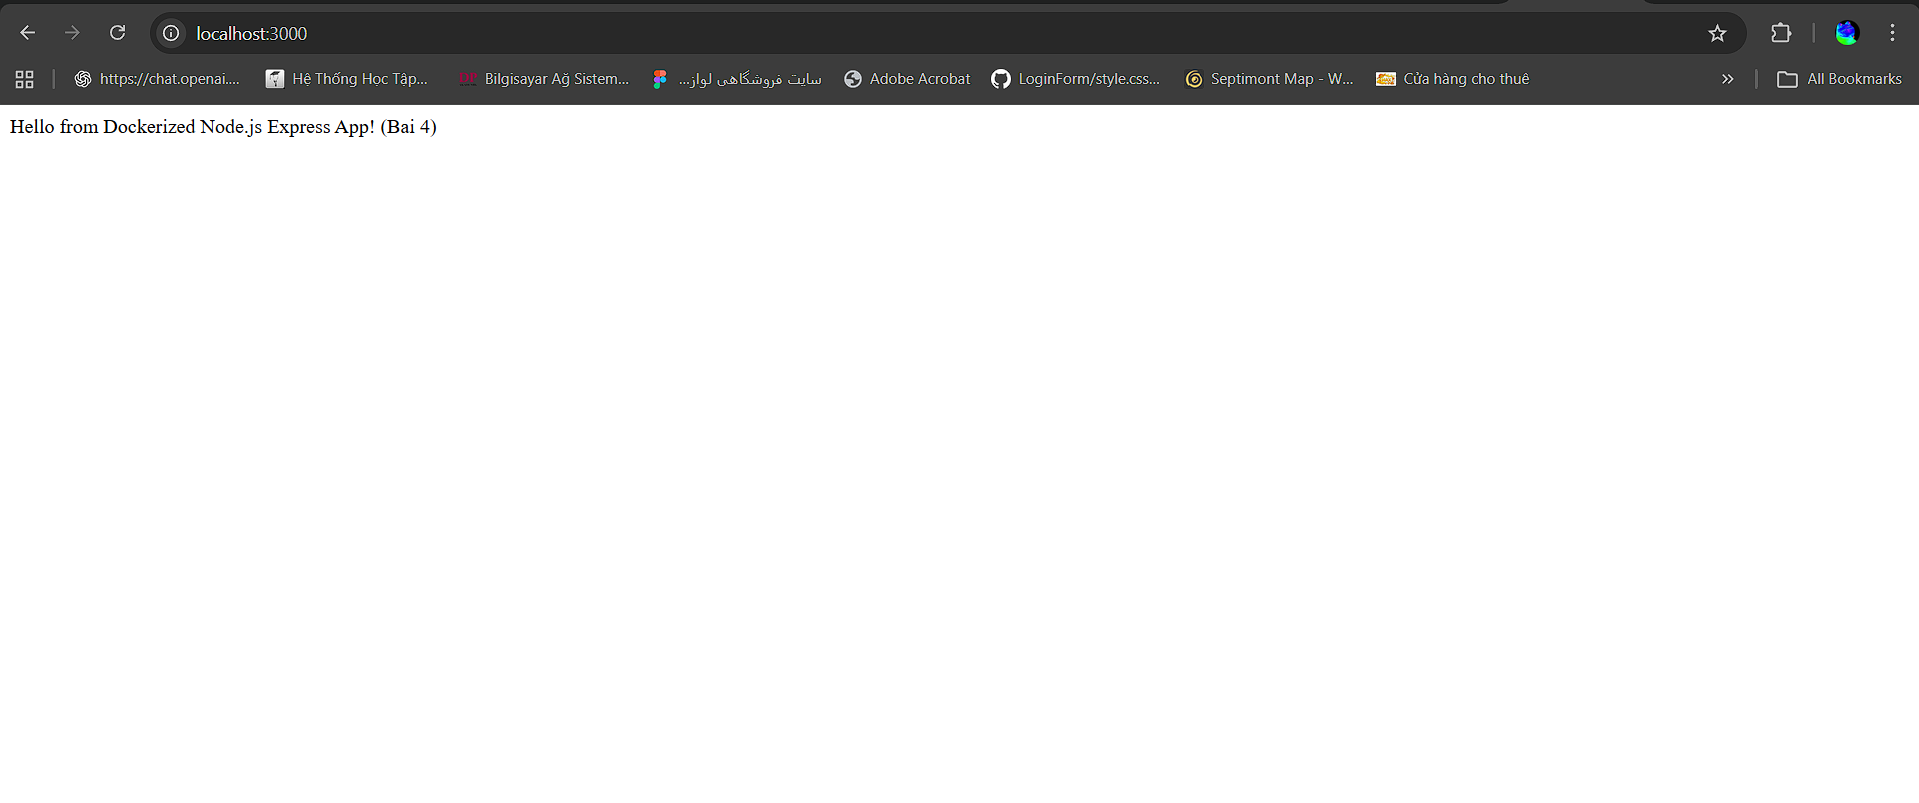 localhost:3000
https://chat.openai.... Hệ Thống Học Tập... Bilgisayar Ağ Sistem... سایت فروشگاهی لواز... Adobe Acrobat LoginForm/style.css... Septimont Map - W... Cửa hàng cho thuê All Bookmarks
Hello from Dockerized Node.js Express App! (Bai 4)